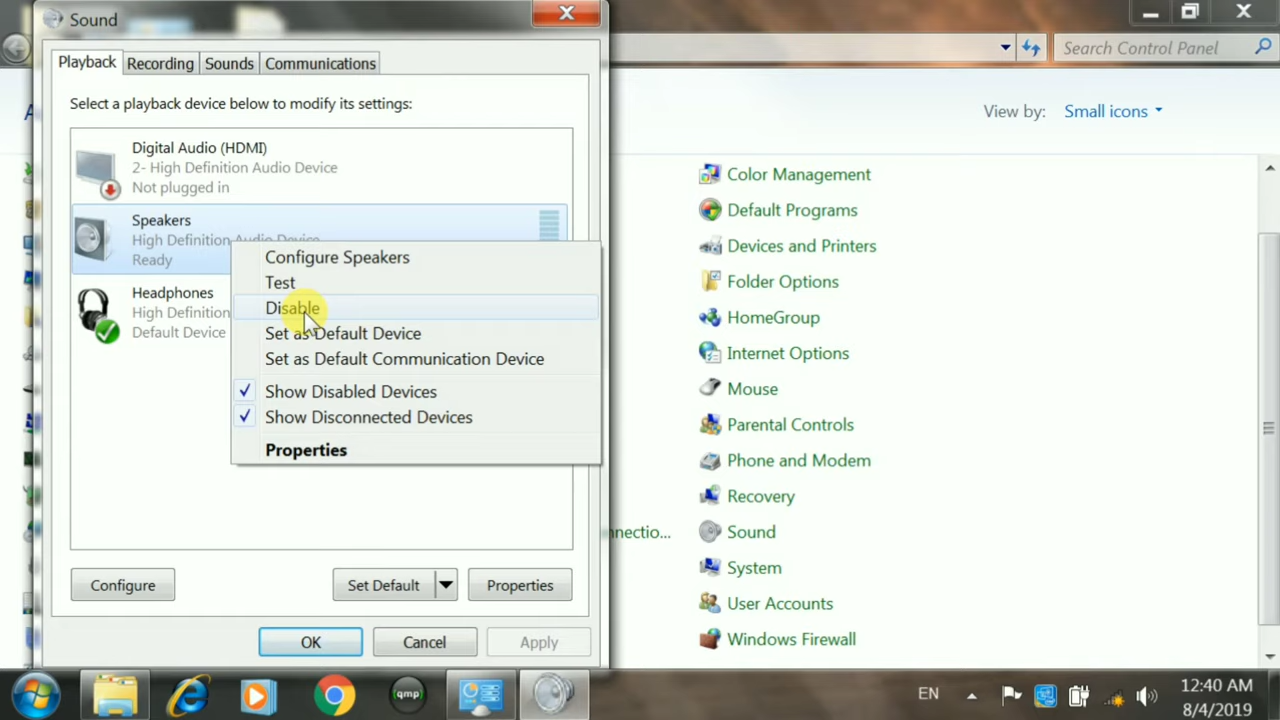 Sound
Playback
Recording
Sounds
Communications
Search Control Panel
Select a playback device below to modify its settings:
View by:
Small icons
Digital Audio (HDMI)
2- High Definition Audio Device
Not plugged in
Speakers
High Definition Audio Device
Ready
Headphones
High Definition
Default Device
Configure Speakers
Test
Disable
Set as Default Device
Set as Default Communication Device
Show Disabled Devices
Show Disconnected Devices
Properties
Color Management
Default Programs
Devices and Printers
Folder Options
HomeGroup
Internet Options
Mouse
Parental Controls
Phone and Modem
Recovery
Sound
System
User Accounts
Windows Firewall
Configure
Set Default
Properties
OK
Cancel
Apply
qmp
EN
12:40 AM
8/4/2019